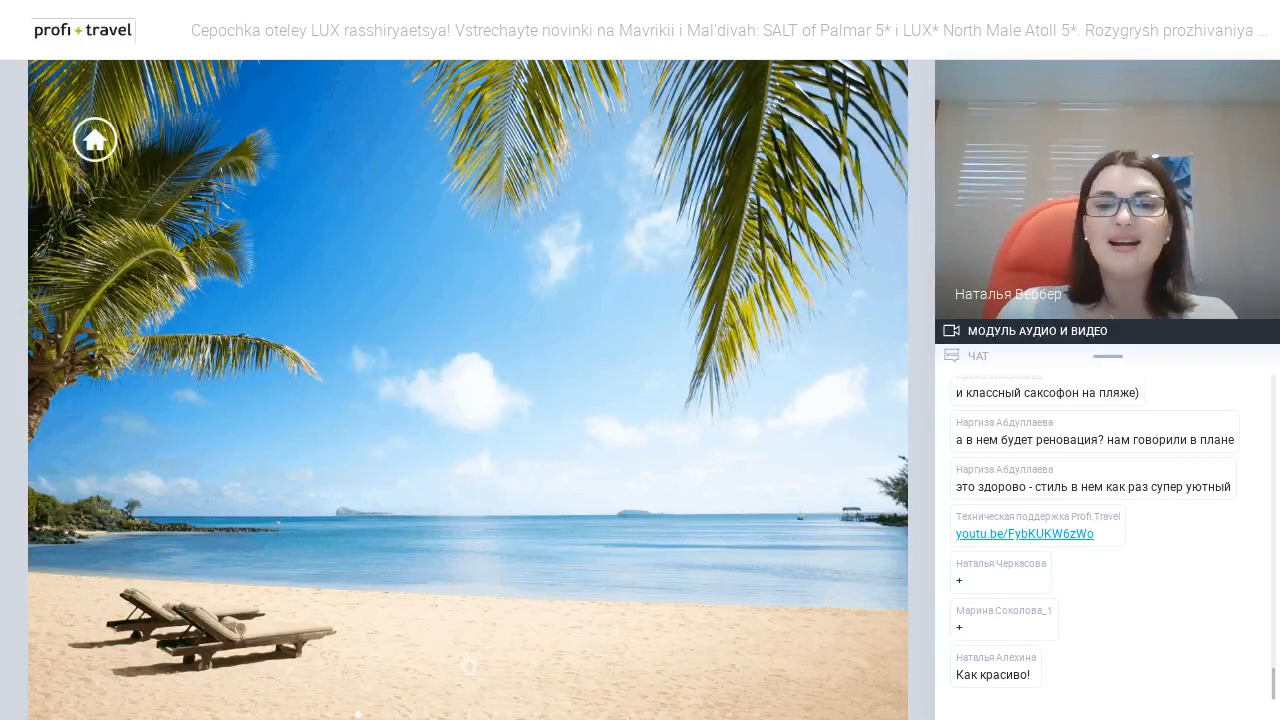 profi + travel
Cepochka oteley LUX rasshiryaetsya! Vstrechayte novinki na Mavrikii i Mal'divah: SALT of Palmar 5* i LUX* North Male Atoll 5*. Rozygrysh prozhivaniya ...
Наталья Веббер
МОДУЛЬ АУДИО И ВИДЕО
ЧАТ
и классный саксофон на пляже)
Наргиза Абдуллаева
а в нем будет реновация? нам говорили в плане
Наргиза Абдуллаева
это здорово - стиль в нем как раз супер уютный
Техническая поддержка Profi.Travel
youtu.be/FybKUKW6zWo
Наталья Черкасова
+
Марина Соколова_1
+
Наталья Алехина
Как красиво!